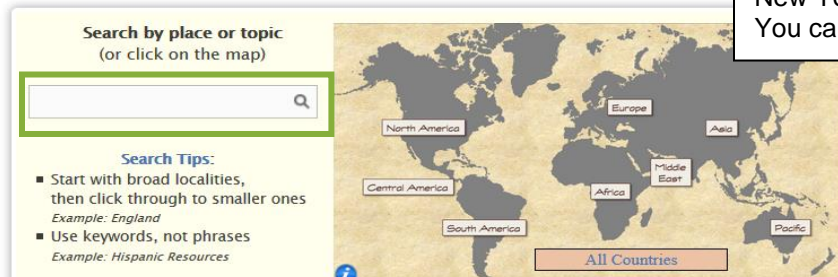 You
Search by place or topic
(or click on the map)
Search Tips:
▪ Start with broad localities,
then click through to smaller ones
Example: England
▪ Use keywords, not phrases
Example: Hispanic Resources
North America
Europe
Asia
Middle
East
Central America
Africa
South America
Pacific
All Countries
i